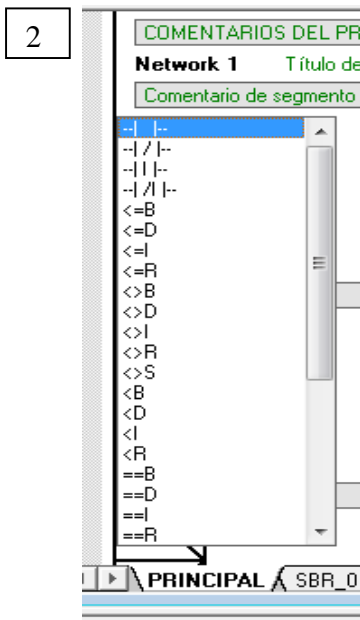 2
COMENTARIOS DEL PR
Network 1 Título de
Comentario de segmento
--| |--
--| / |--
--| I |--
--| /I |--
<=B
<=D
<=I
<=R
<>B
<>D
<>I
<>R
<>S
<B
<D
<I
<R
==B
==D
==I
==R
PRINCIPAL SBR_0